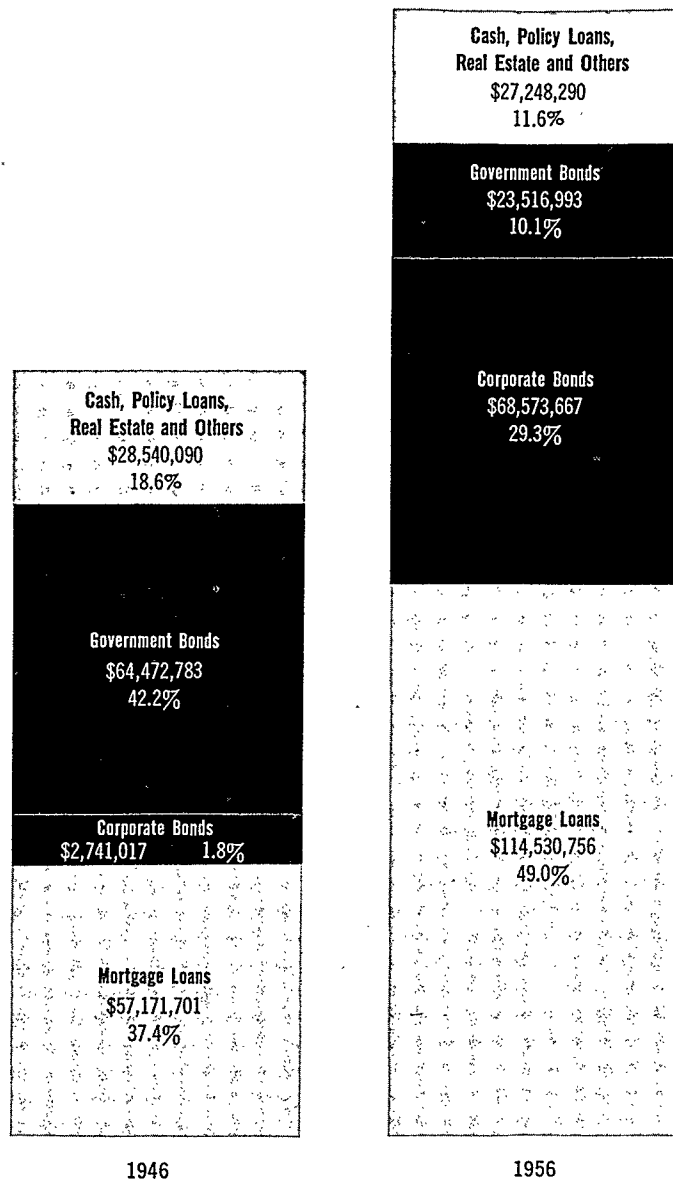 Cash, Policy Loans,
Real Estate and Others
$28,540,090
18.6%
Government Bonds
$64,472,783
42.2%
Corporate Bonds
$2,741,017 1.8%
Mortgage Loans
$57,171,701
37.4%
1946
Cash, Policy Loans,
Real Estate and Others
$27,248,290
11.6%
Government Bonds
$23,516,993
10.1%
Corporate Bonds
$68,573,667
29.3%
Mortgage Loans
$114,530,756
49.0%
1956